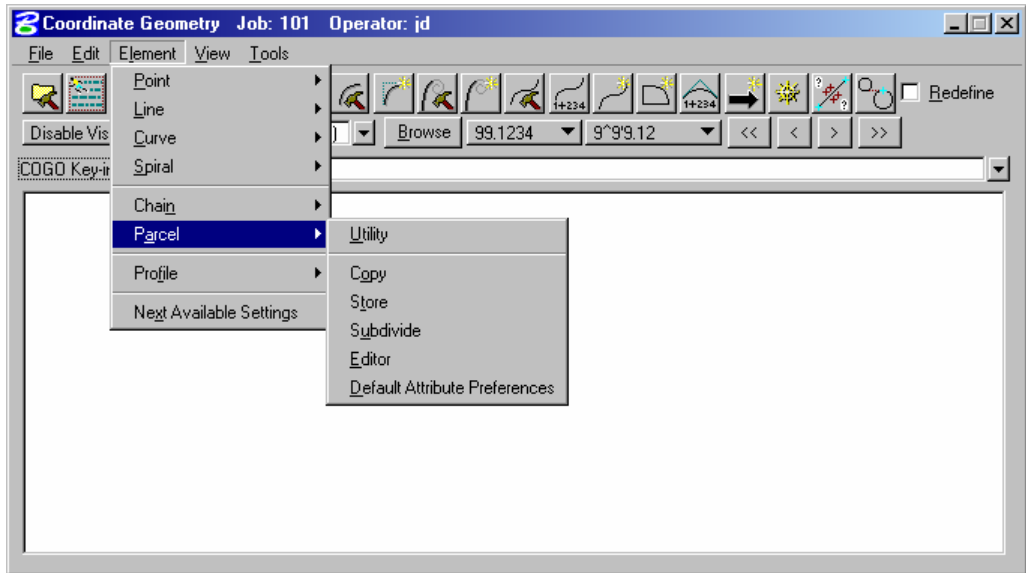 Coordinate Geometry Job: 101 Operator: jd
File Edit Element View Tools
1+234 1+234 Redefine
Disable Vis ) Browse 99.1234 9^9'9.12 << < > >>
COGO Key-in
Point
Line
Curve
Spiral
Chain
Parcel
Profile
Next Available Settings
Utility
Copy
Store
Subdivide
Editor
Default Attribute Preferences